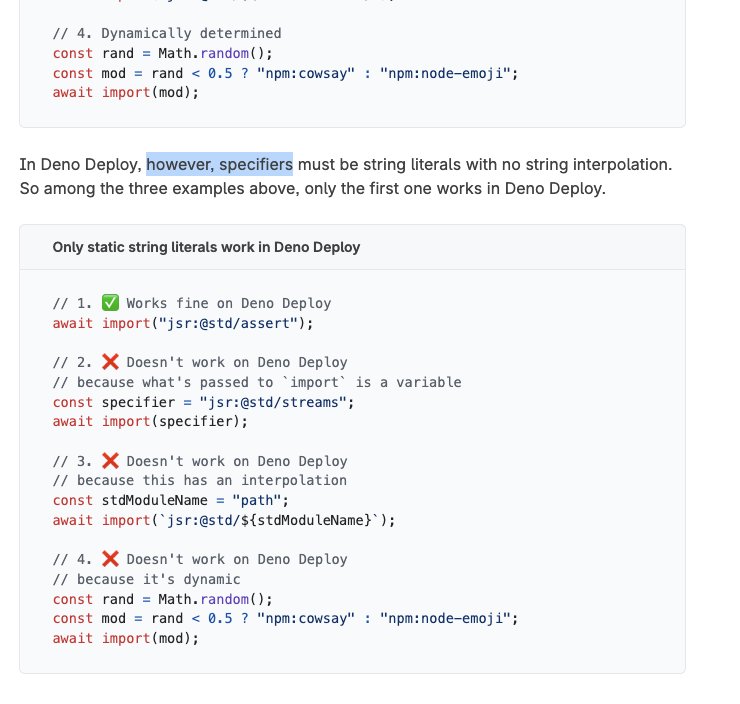 // 4. Dynamically determined
const rand = Math.random();
const mod = rand < 0.5 ? "npm:cowsay" : "npm:node-emoji";
await import(mod);
In Deno Deploy, however, specifiers must be string literals with no string interpolation.
So among the three examples above, only the first one works in Deno Deploy.
Only static string literals work in Deno Deploy
// 1. ✅ Works fine on Deno Deploy
await import("jsr:@std/assert");
// 2. ❌ Doesn't work on Deno Deploy
// because what's passed to `import` is a variable
const specifier = "jsr:@std/streams";
await import(specifier);
// 3. ❌ Doesn't work on Deno Deploy
// because this has an interpolation
const stdModuleName = "path";
await import(`jsr:@std/${stdModuleName}`);
// 4. ❌ Doesn't work on Deno Deploy
// because it's dynamic
const rand = Math.random();
const mod = rand < 0.5 ? "npm:cowsay" : "npm:node-emoji";
await import(mod);